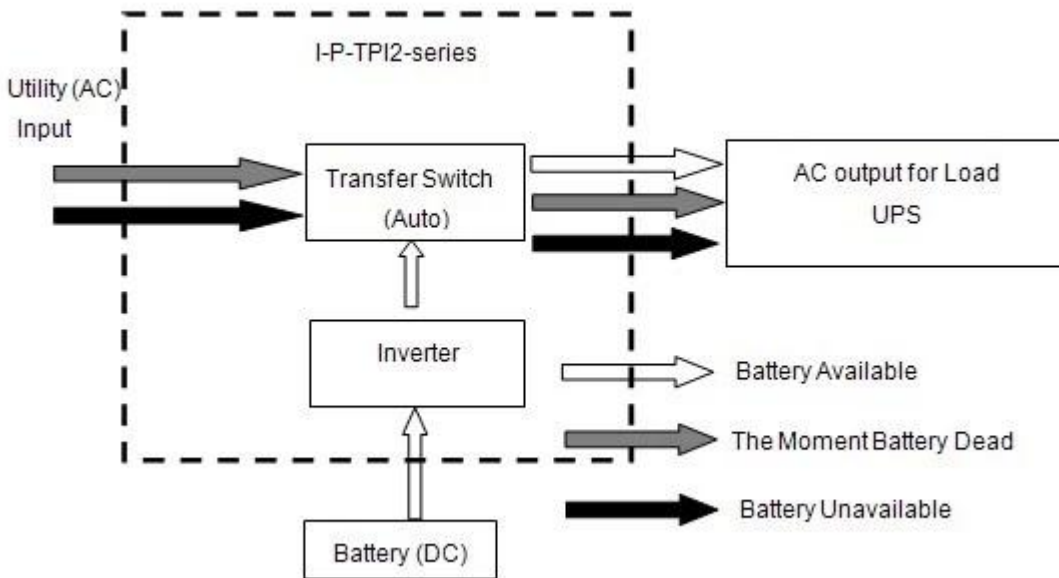 I-P-TPI2-series
Utility (AC)
Input
Transfer Switch
(Auto)
AC output for Load
UPS
Inverter
Battery Available
The Moment Battery Dead
Battery Unavailable
Battery (DC)